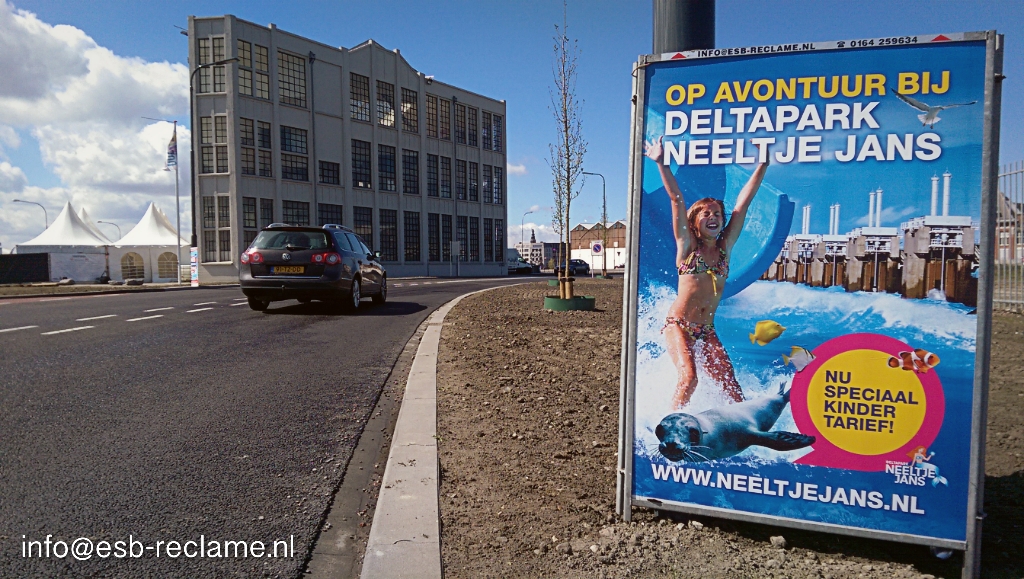 INFO@ESB-RECLAME.NL ☎ 0164 259634
OP AVONTUUR BIJ
DELTAPARK
NEELTJE JANS
NU
SPECIAAL
KINDER
TARIEF!
NEELTJE
JANS
WWW.NEELTJEJANS.NL
info@esb-reclame.nl